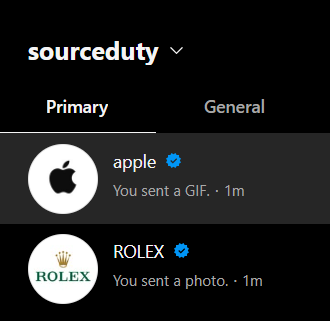 sourceduty
Primary General
apple
You sent a GIF. · 1m
ROLEX
ROLEX
You sent a photo. · 1m